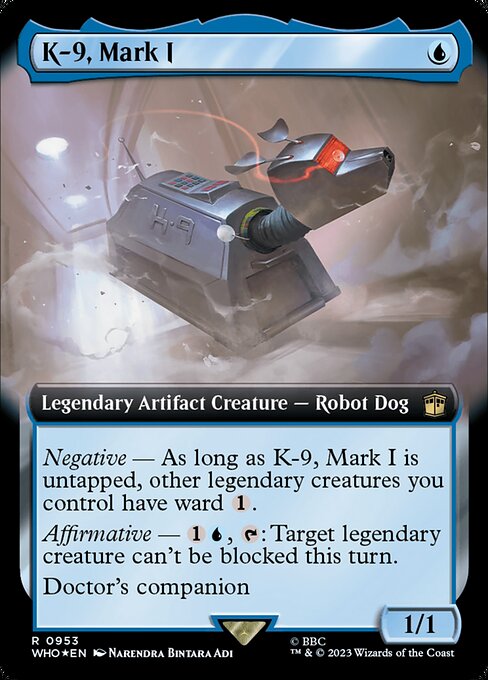 K-9, Mark I
K·9
Legendary Artifact Creature — Robot Dog
Negative — As long as K-9, Mark I is
untapped, other legendary creatures you
control have ward 1.
Affirmative — 1, : Target legendary
creature can't be blocked this turn.
Doctor's companion
1/1
R 0953
WHO★EN Narendra Bintara Adi
© BBC
™ & © 2023 Wizards of the Coast